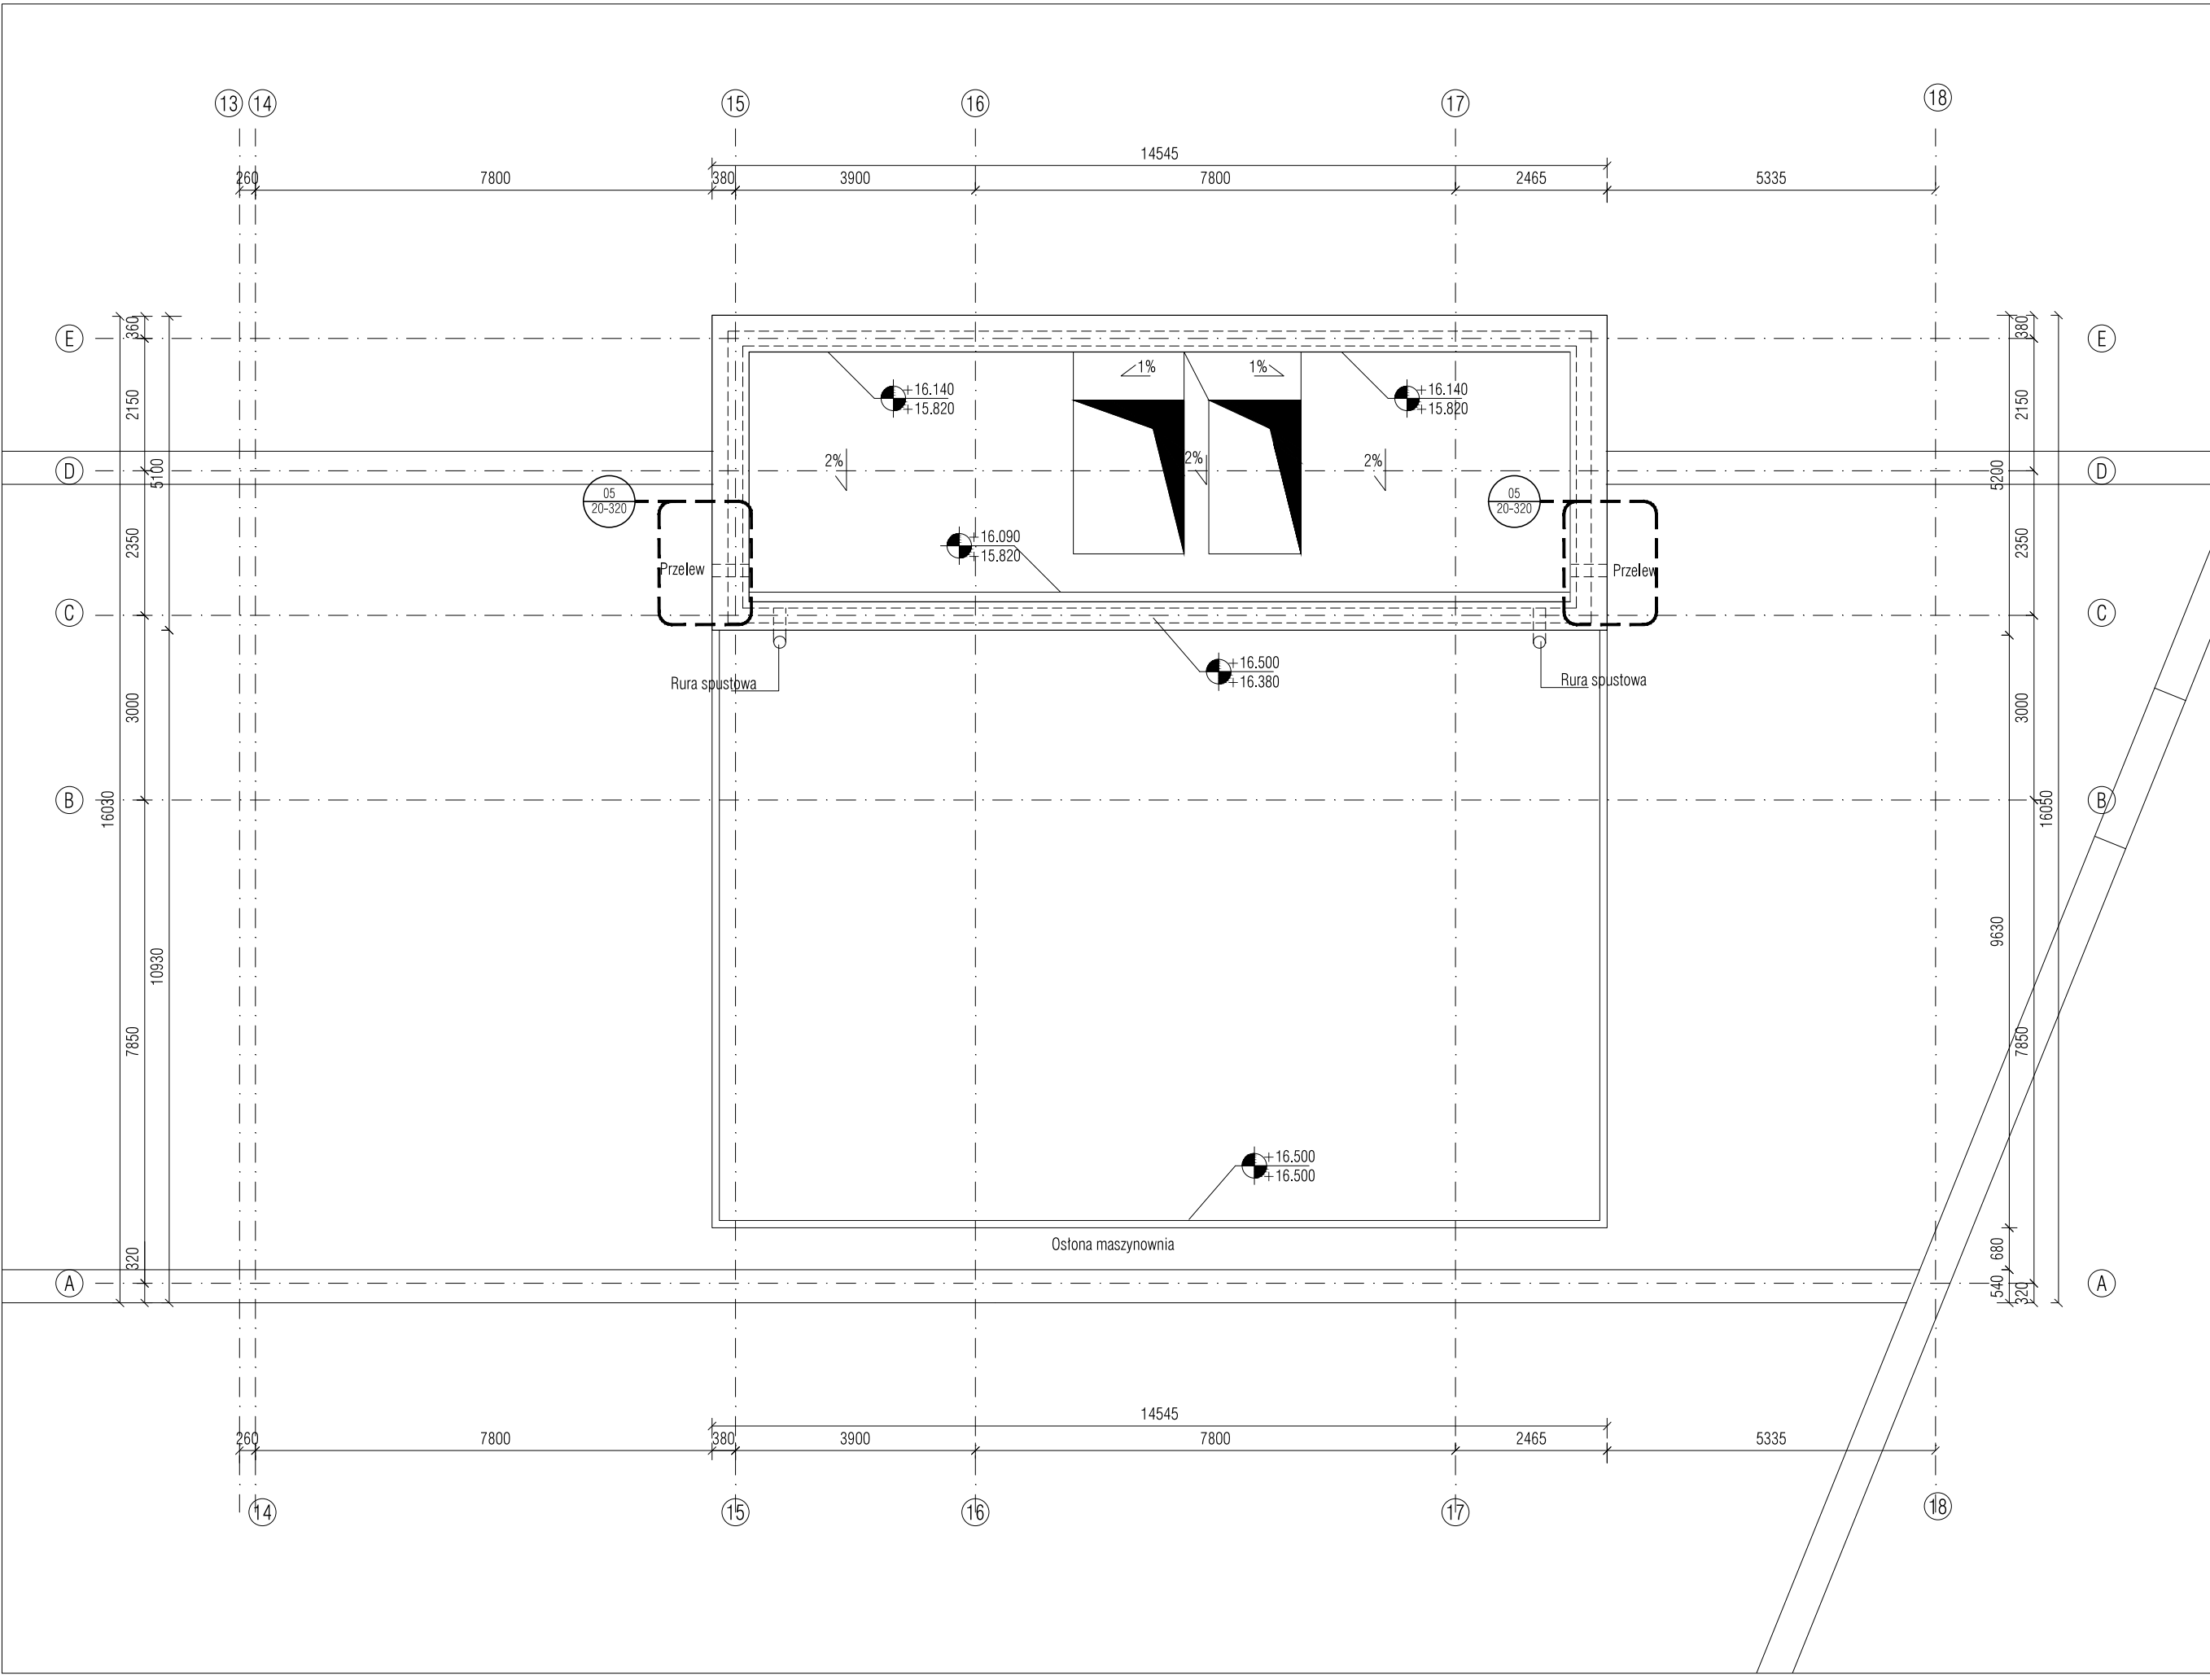 13 14 15 16 17 18
14545
260 7800 380 3900 7800 2465 5335
E 360 380 E
1% 1%
2150 +16.140 +16.140 2150
+15.820 +15.820
2% 2% 2%
D 5100 5200 D
05 05
20-320 20-320
2350 +16.090 2350
+15.820
Przelew Przelew
C C
+16.500
+16.380
Rura spustowa Rura spustowa
3000 3000
B 16030 16050 B
10930 9630
7850 7850
+16.500
+16.500
Osłona maszynownia
320 680
A 540 320 A
14545
260 7800 380 3900 7800 2465 5335
14 15 16 17 18